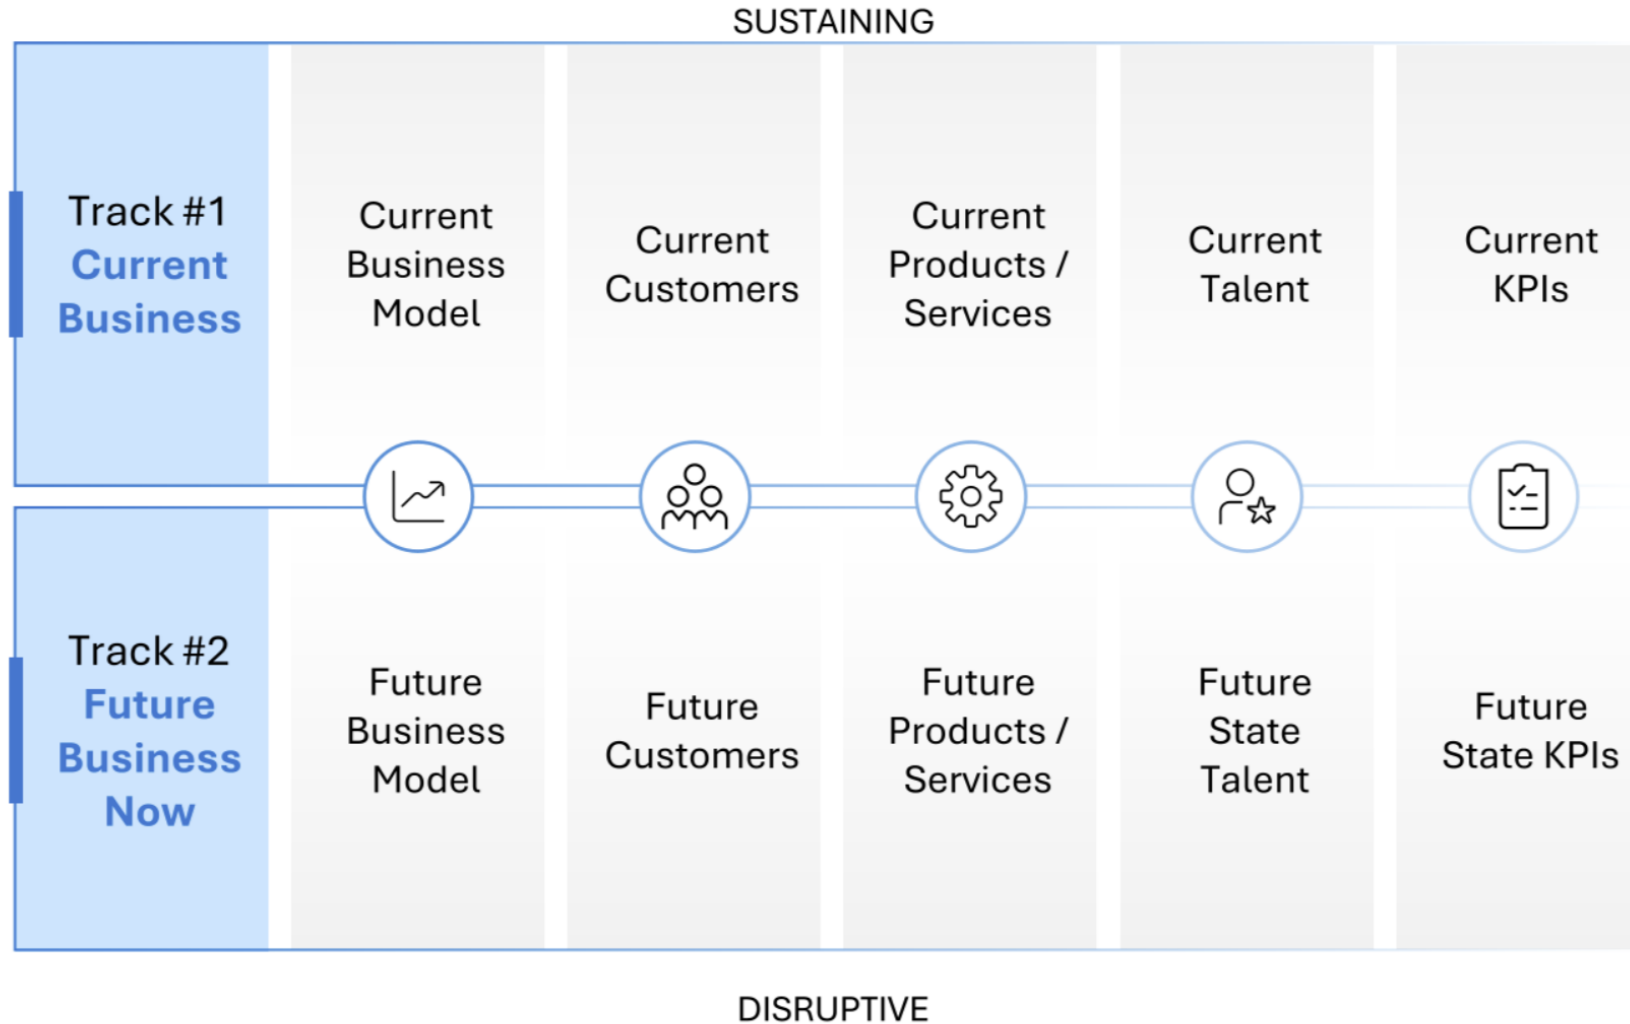 SUSTAINING
Track #1
Current
Business
Current
Business
Model
Current
Customers
Current
Products /
Services
Current
Talent
Current
KPIs
Track #2
Future
Business
Now
Future
Business
Model
Future
Customers
Future
Products /
Services
Future
State
Talent
Future
State KPIs
DISRUPTIVE